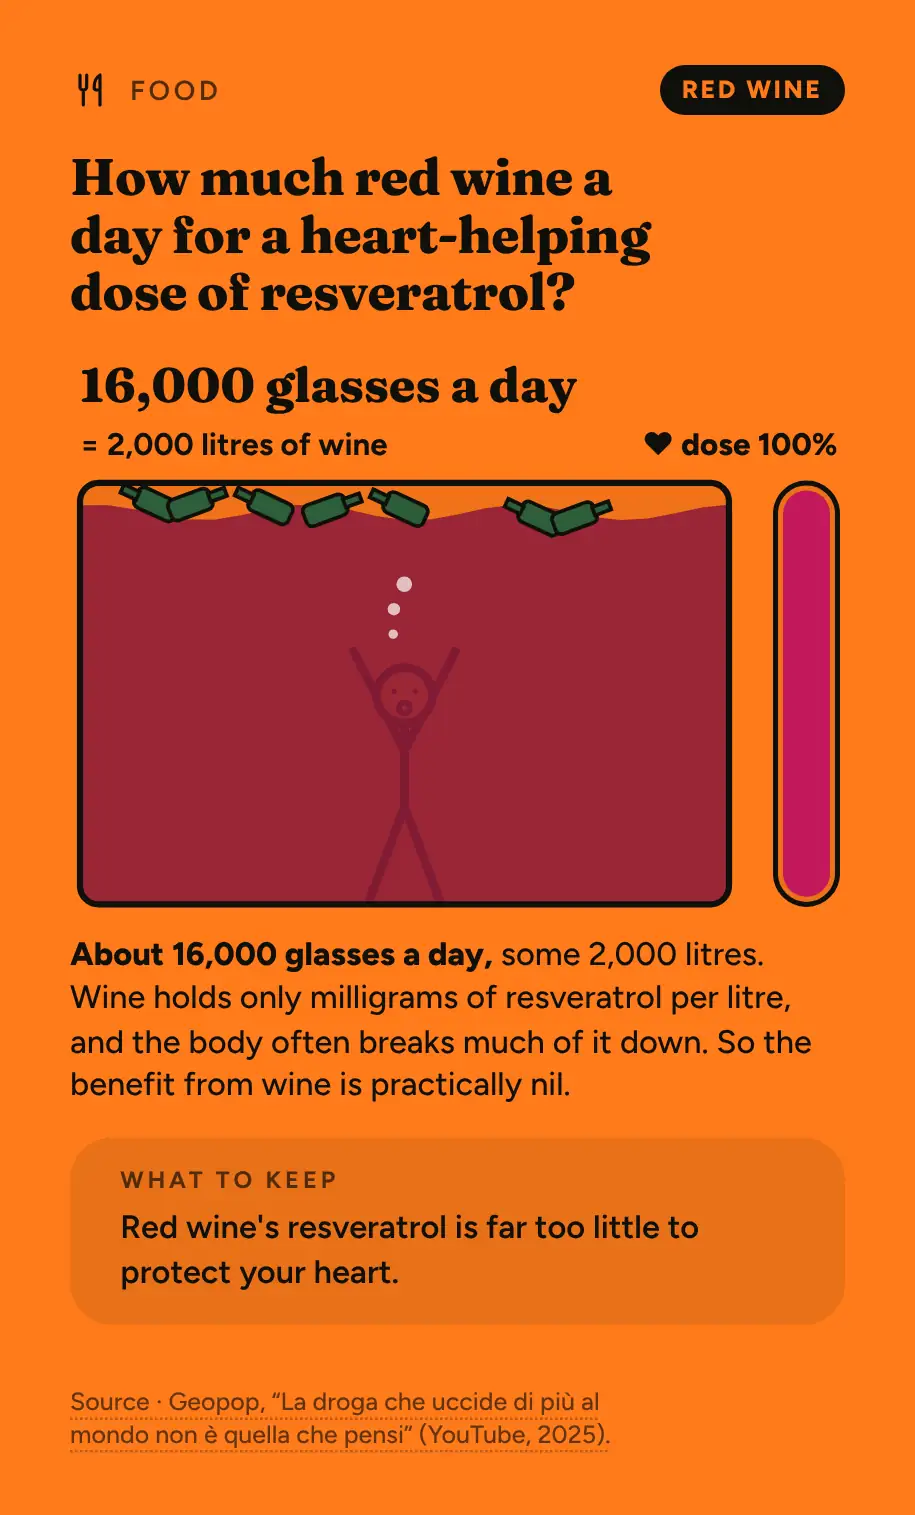 FOOD
RED WINE
How much red wine a
day for a heart-helping
dose of resveratrol?
16,000 glasses a day
= 2,000 litres of wine
♥ dose 100%
About 16,000 glasses a day, some 2,000 litres.
Wine holds only milligrams of resveratrol per litre,
and the body often breaks much of it down. So the
benefit from wine is practically nil.
WHAT TO KEEP
Red wine's resveratrol is far too little to
protect your heart.
Source · Geopop, “La droga che uccide di più al
mondo non è quella che pensi” (YouTube, 2025).